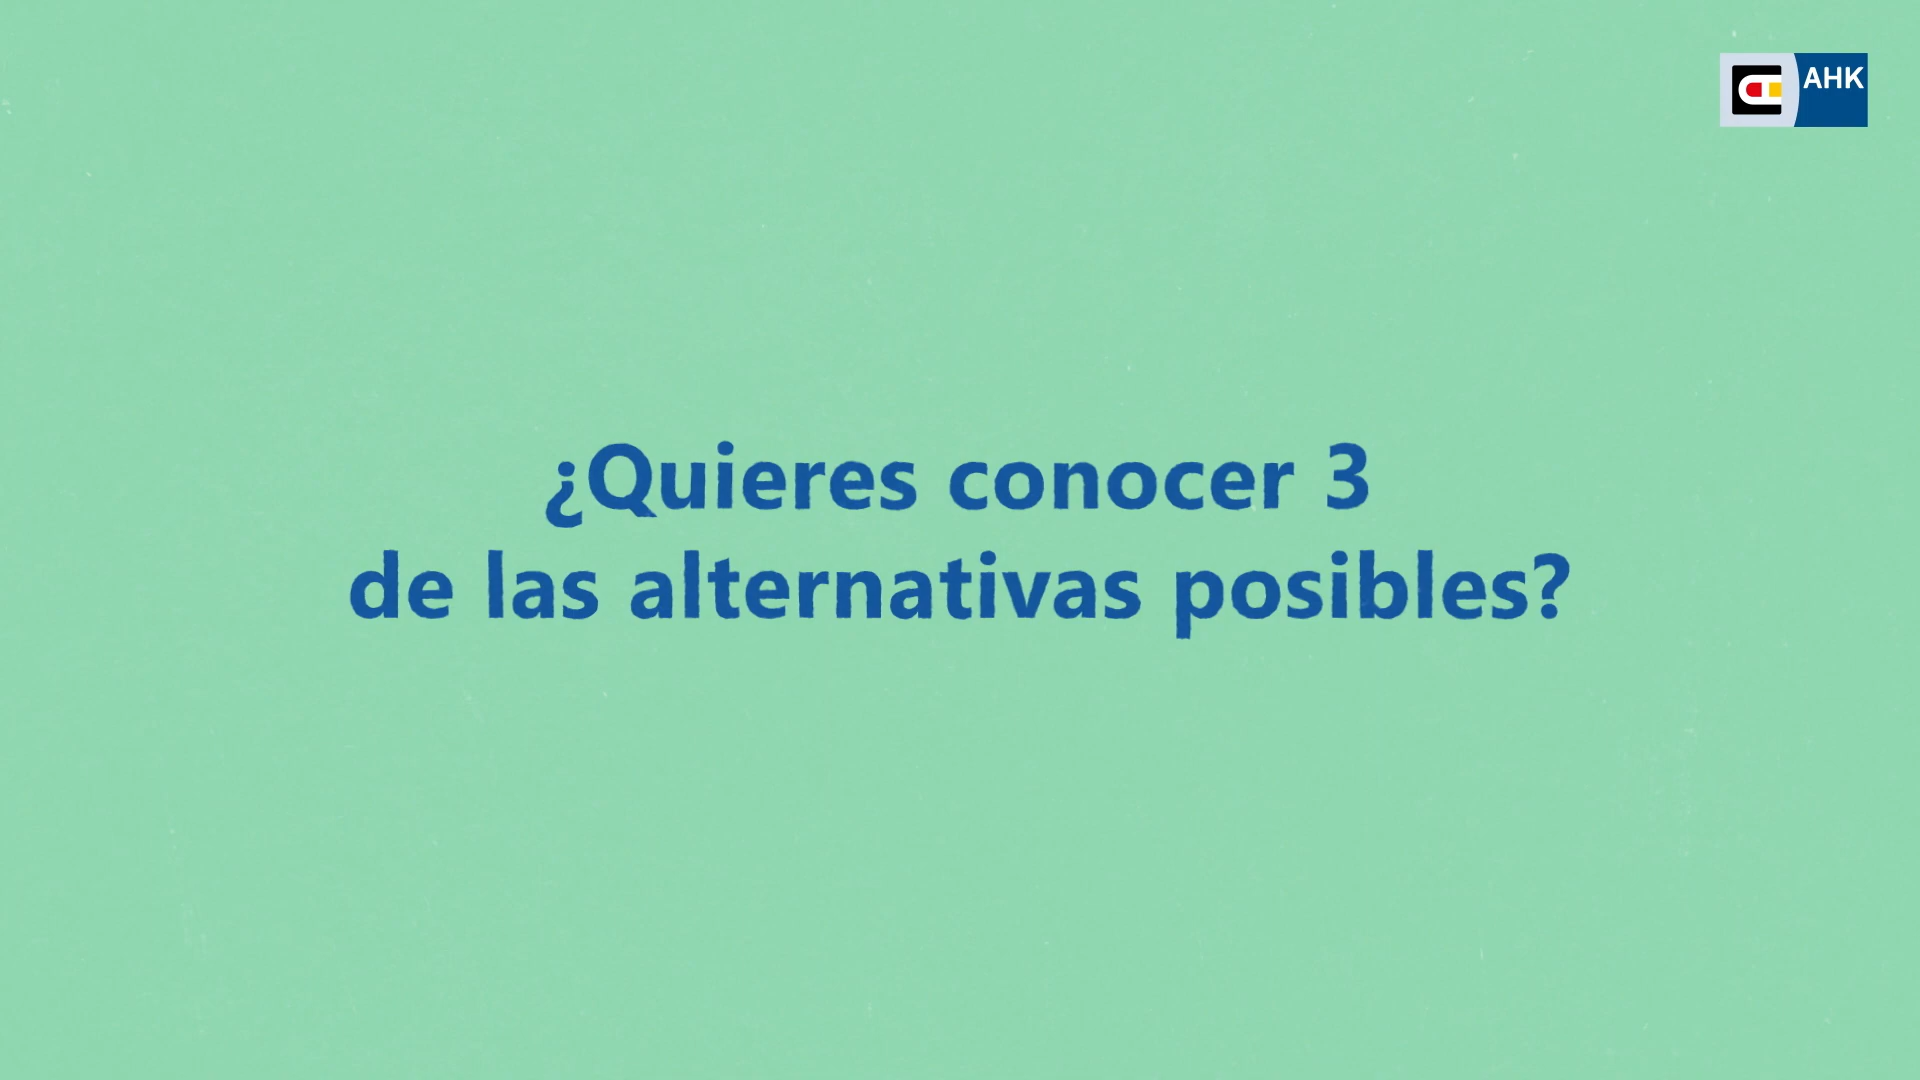 AHK
¿Quieres conocer 3
de las alternativas posibles?